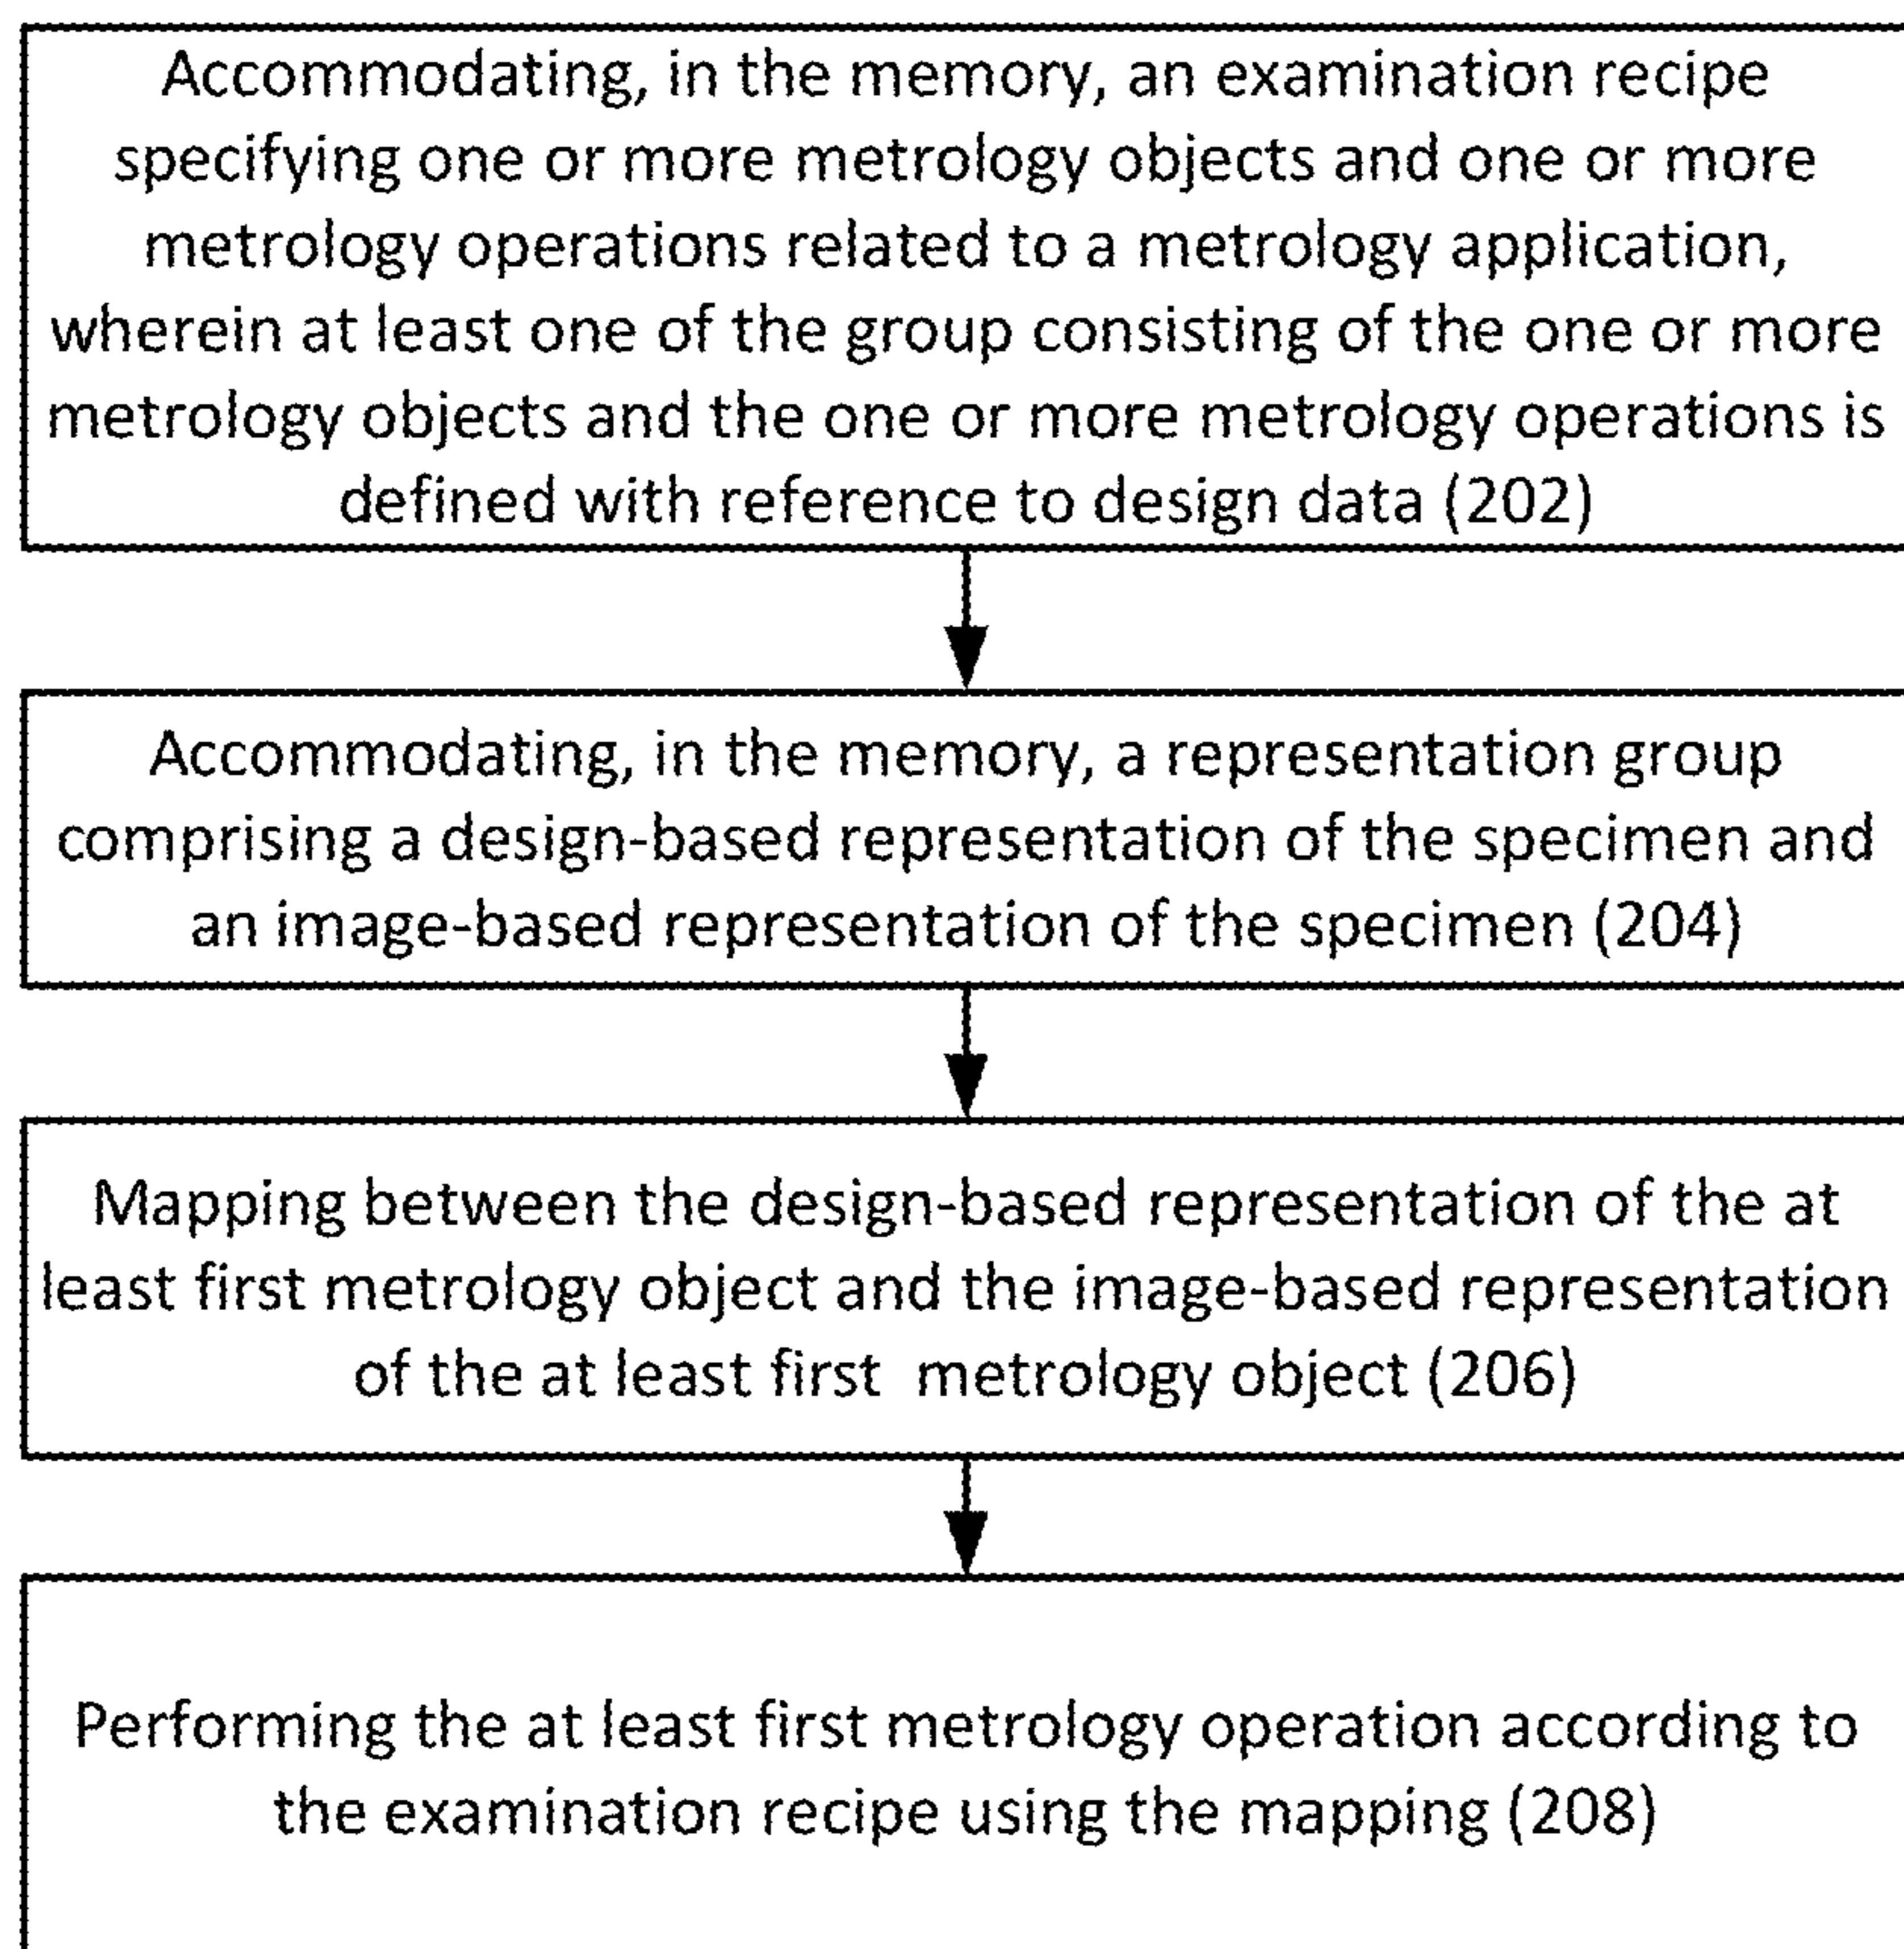 Accommodating, in the memory, an examination recipe
specifying one or more metrology objects and one or more
metrology operations related to a metrology application,
wherein at least one of the group consisting of the one or more
metrology objects and the one or more metrology operations is
defined with reference to design data (202)
Accommodating, in the memory, a representation group
comprising a design-based representation of the specimen and
an image-based representation of the specimen (204)
Mapping between the design-based representation of the at
least first metrology object and the image-based representation
of the at least first metrology object (206)
Performing the at least first metrology operation according to
the examination recipe using the mapping (208)